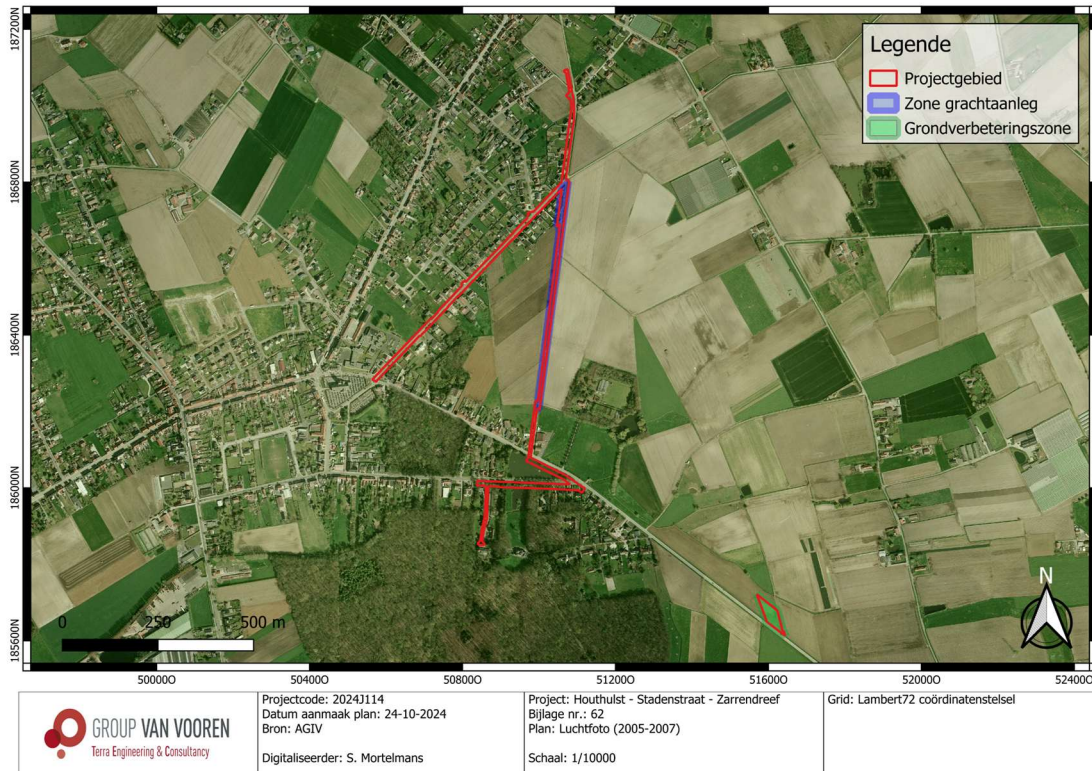 Legende
Projectgebied
Zone grachtaanleg
Grondverbeteringszone
187200N
186800N
186400N
186000N
185600N
0 250 500 m
N
500000 504000 508000 512000 516000 520000 524000
GROUP VAN VOOREN
Terra Engineering & Consultancy
Projectcode: 2024J114
Datum aanmaak plan: 24-10-2024
Bron: AGIV
Digitaliseerder: S. Mortelmans
Project: Houthulst - Stadenstraat - Zarrendreef
Bijlage nr.: 62
Plan: Luchtfoto (2005-2007)
Schaal: 1/10000
Grid: Lambert72 coördinatenstelsel